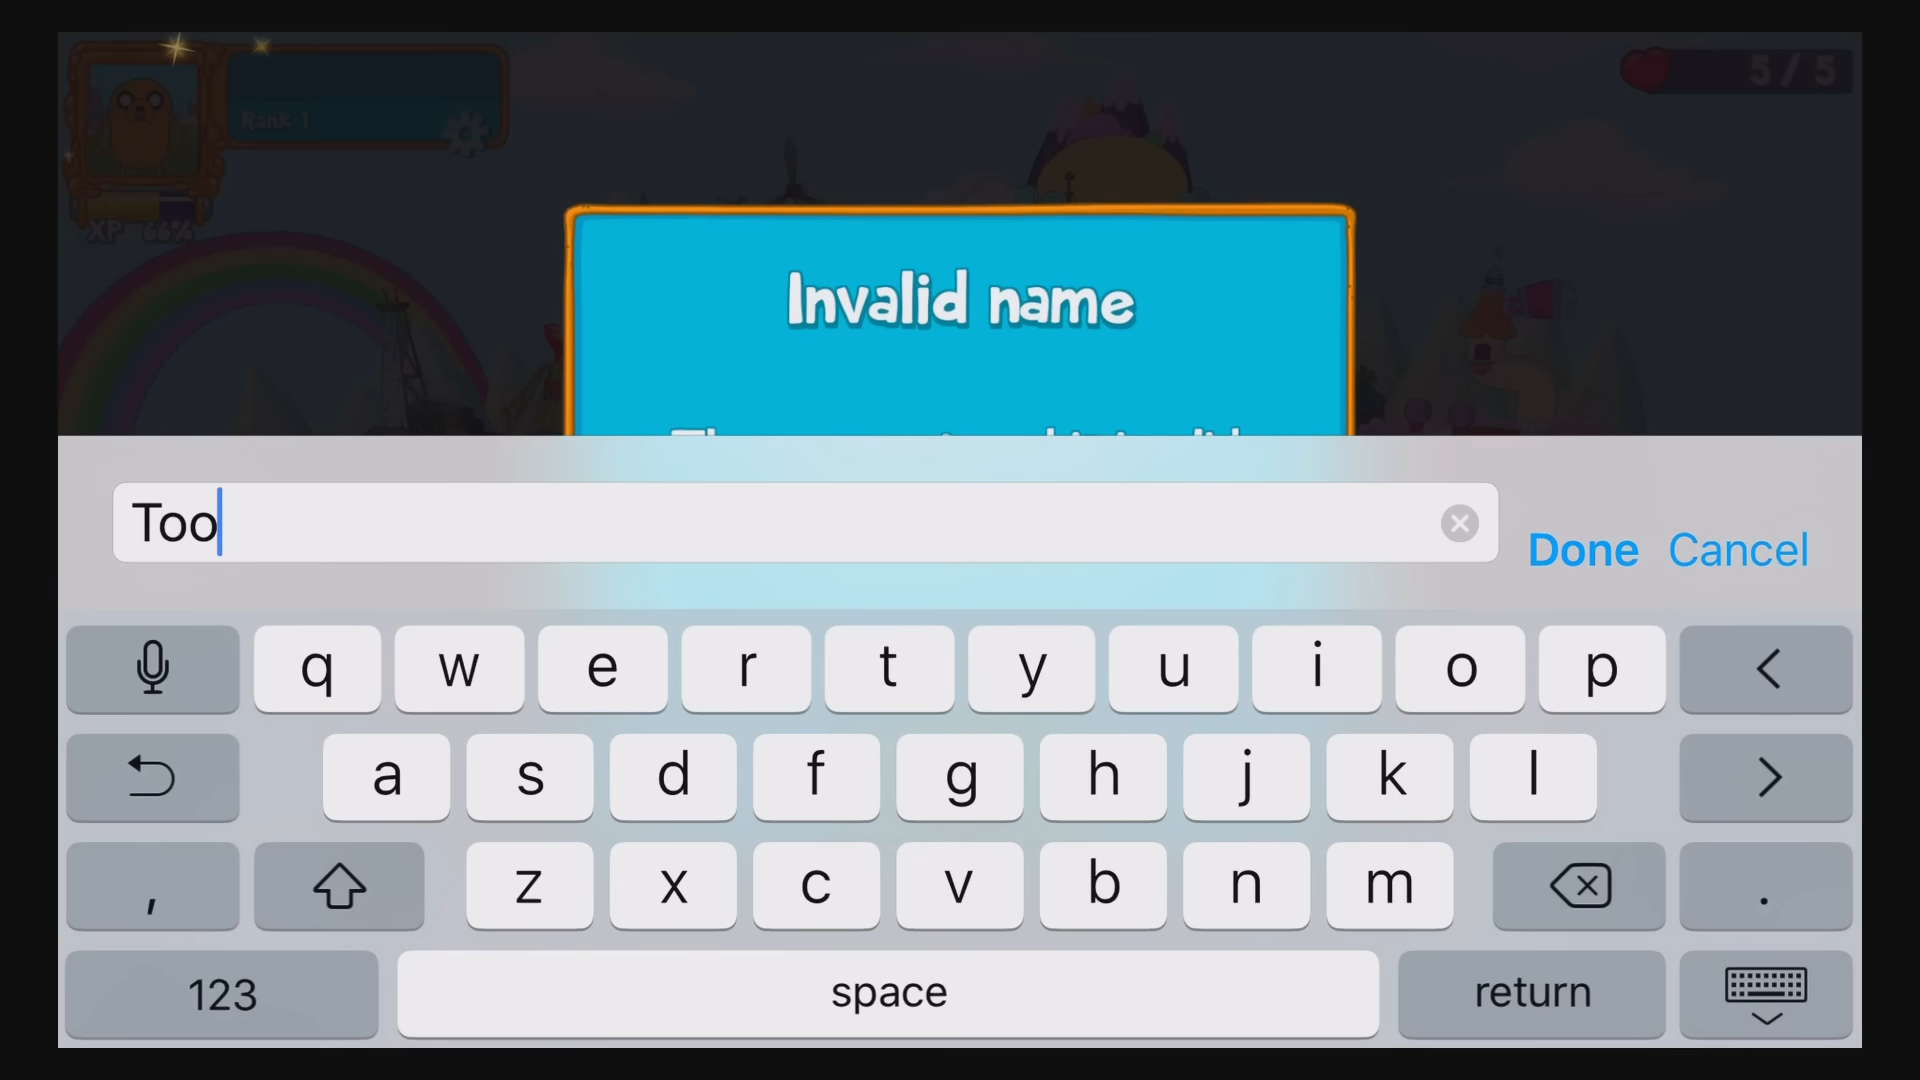 Rank 1
5 / 5
XP 66%
Invalid name
Too
Done Cancel
q w e r t y u i o p
a s d f g h j k l
, z x c v b n m .
123 space return